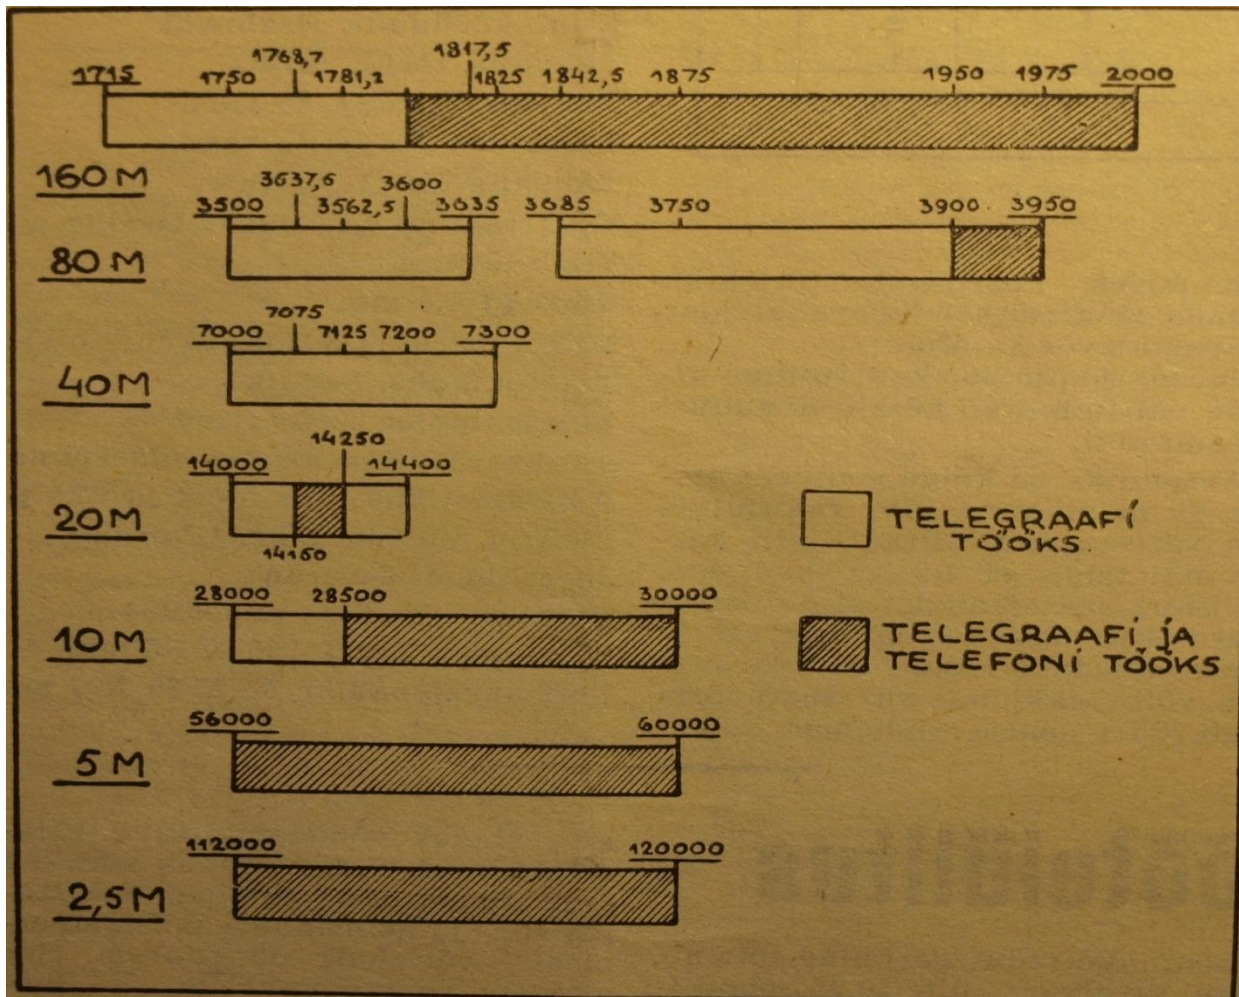 1768,7 1817,5
1715 1750 1781,2 1825 1842,5 1875 1950 1975 2000
160 M
3637,6 3600
3500 3562,5 3635 3685 3750 3900 3950
80 M
7075
7000 7125 7200 7300
40 M
14250
14000 14400
20 M
14150
TELEGRAAFI
TÖÖKS.
28000 28500 30000
10 M
TELEGRAAFI JA
TELEFONI TÖÖKS
56000 60000
5 M
112000 120000
2,5 M